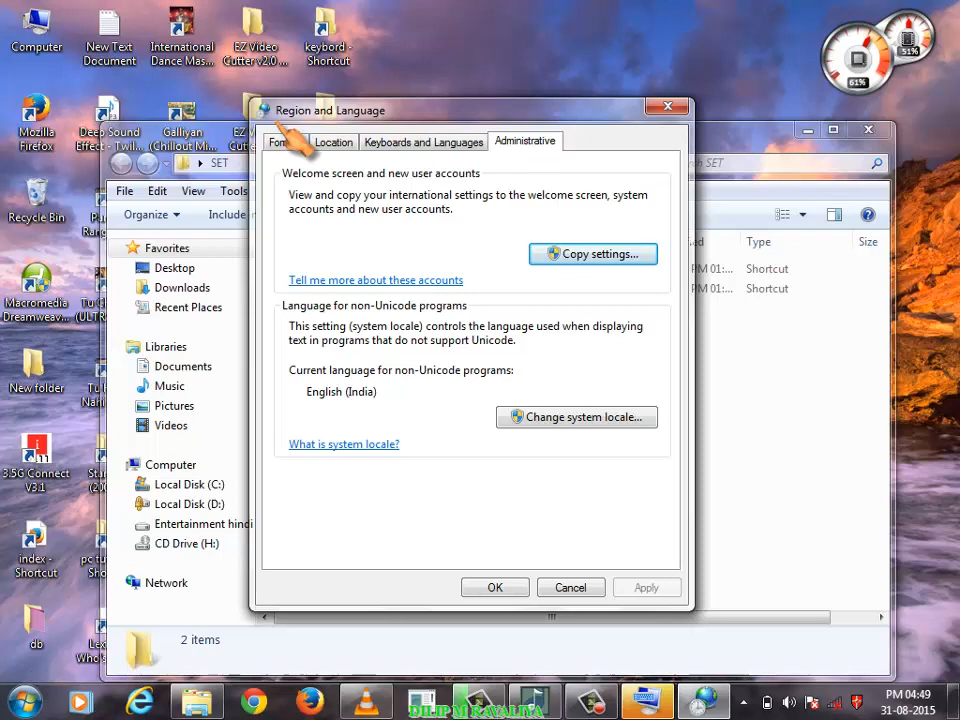 Computer
New Text
Document
International
Dance Mas...
EZ Video
Cutter v2.0 ...
keybord -
Shortcut
61%
51%
Mozilla
Firefox
Deep Sound
Effect - Twil...
Galliyan
(Chillout Mi...
Recycle Bin
Macromedia
Dreamweav...
New folder
3.5G Connect
V3.1
index -
Shortcut
db
Region and Language
Location
Keyboards and Languages
Administrative
Welcome screen and new user accounts
View and copy your international settings to the welcome screen, system
accounts and new user accounts.
Copy settings...
Tell me more about these accounts
Language for non-Unicode programs
This setting (system locale) controls the language used when displaying
text in programs that do not support Unicode.
Current language for non-Unicode programs:
English (India)
Change system locale...
What is system locale?
OK
Cancel
Apply
SET
SET
File
Edit
View
Tools
Organize
Include
Type
Size
PM 01:...
Shortcut
PM 01:...
Shortcut
Favorites
Desktop
Downloads
Recent Places
Libraries
Documents
Music
Pictures
Videos
Computer
Local Disk (C:)
Local Disk (D:)
Entertainment hindi
CD Drive (H:)
Network
2 items
DILIP M RAVALIYA
PM 04:49
31-08-2015